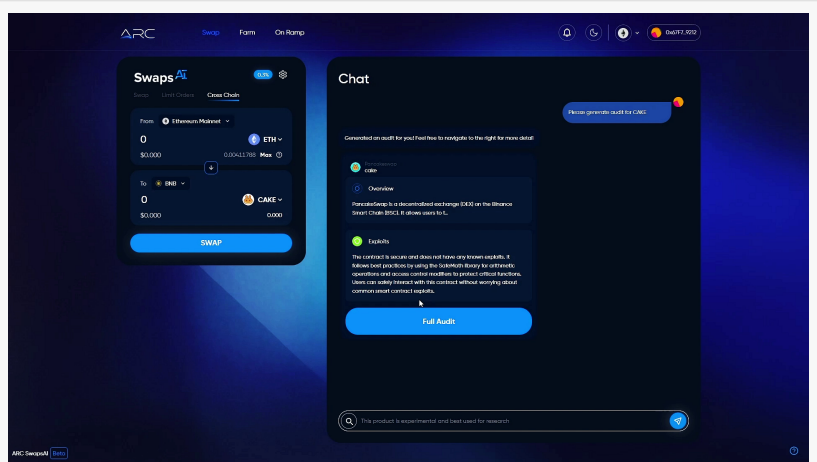 ARC
Swap Farm On Ramp
0x67F7...9212
Swaps AI
0.3%
Swap Limit Orders Cross Chain
From Ethereum Mainnet
0
ETH
$0.000
0.00411788 Max
To BNB
0
CAKE
$0.000
0.000
SWAP
Chat
Please generate audit for CAKE
Generated an audit for you! Feel free to navigate to the right for more detail
cake
Overview
PancakeSwap is a decentralized exchange (DEX) on the Binance
Smart Chain (BSC). It allows users to t...
Exploits
The contract is secure and does not have any known exploits. It
follows best practices by using the SafeMath library for arithmetic
operations and access control modifiers to protect critical functions.
Users can safely interact with this contract without worrying about
common smart contract exploits.
Full Audit
This product is experimental and best used for research
ARC SwapsAI Beta